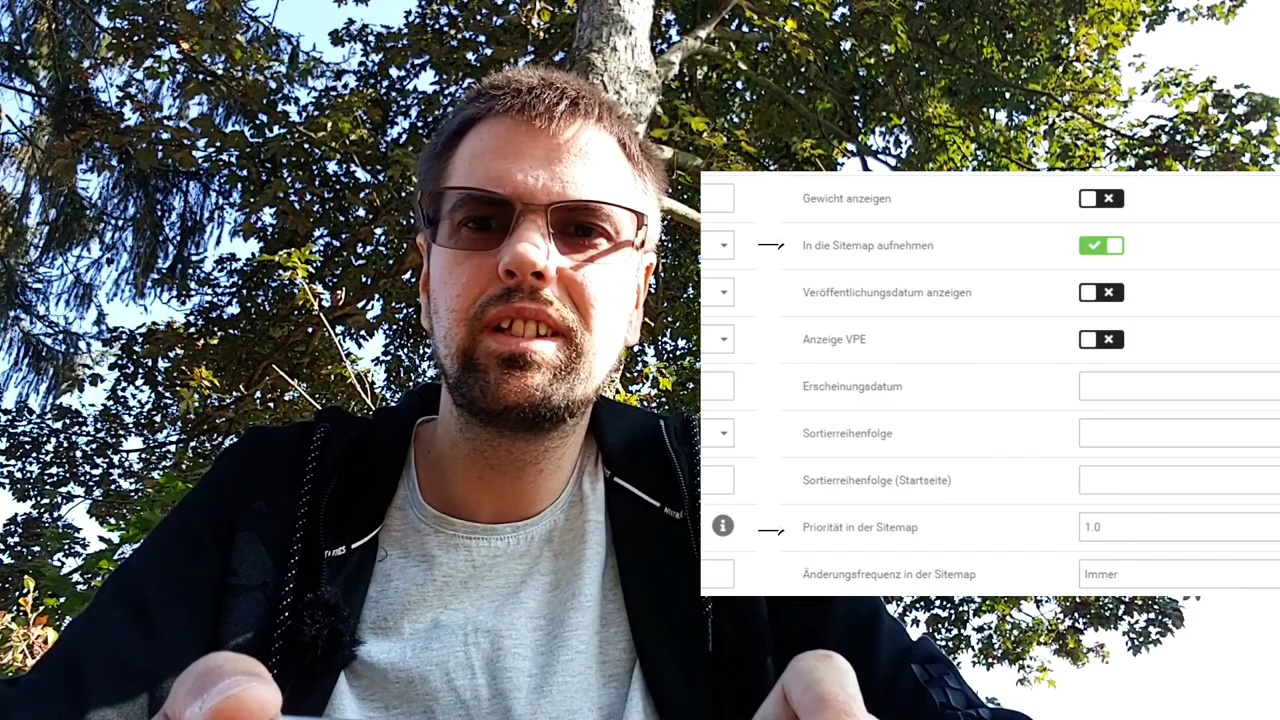 Gewicht anzeigen
In die Sitemap aufnehmen
Veröffentlichungsdatum anzeigen
Anzeige VPE
Erscheinungsdatum
Sortierreihenfolge
Sortierreihenfolge (Startseite)
Priorität in der Sitemap
1.0
Änderungsfrequenz in der Sitemap
Immer